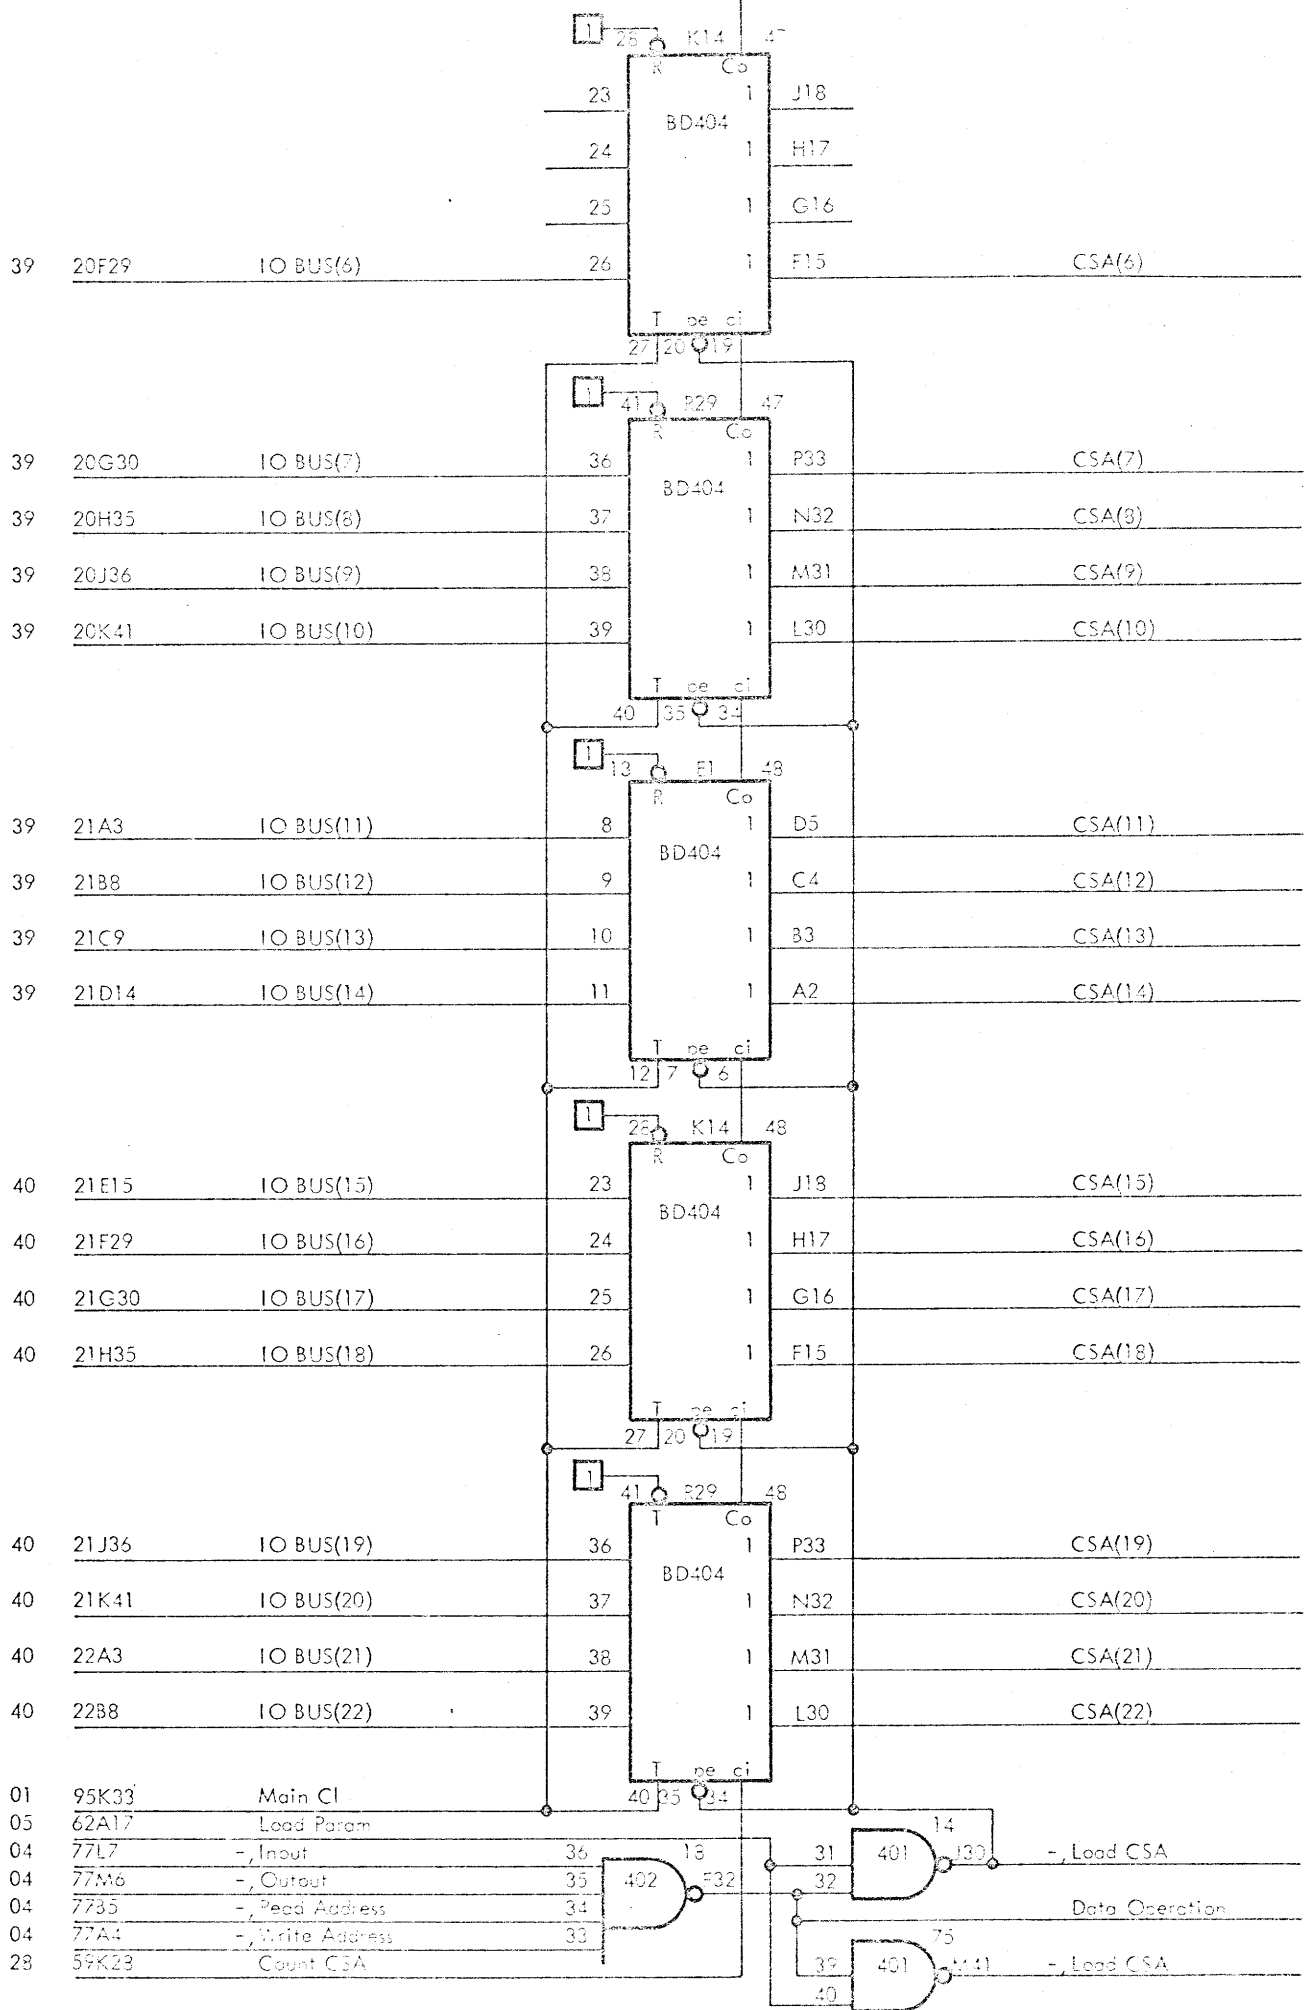 1 28 K14 47
R Co
23 1 J18
BD404
24 1 H17
25 1 G16
39 20F29 IO BUS(6) 26 1 F15 CSA(6)
T pe ci
27 20 19
1 41 R29 47
R Co
39 20G30 IO BUS(7) 36 1 P33 CSA(7)
BD404
39 20H35 IO BUS(8) 37 1 N32 CSA(8)
39 20J36 IO BUS(9) 38 1 M31 CSA(9)
39 20K41 IO BUS(10) 39 1 L30 CSA(10)
T pe ci
40 35 34
1 13 E1 48
R Co
39 21A3 IO BUS(11) 8 1 D5 CSA(11)
BD404
39 21B8 IO BUS(12) 9 1 C4 CSA(12)
39 21C9 IO BUS(13) 10 1 B3 CSA(13)
39 21D14 IO BUS(14) 11 1 A2 CSA(14)
T pe ci
12 7 6
1 28 K14 48
R Co
40 21E15 IO BUS(15) 23 1 J18 CSA(15)
BD404
40 21F29 IO BUS(16) 24 1 H17 CSA(16)
40 21G30 IO BUS(17) 25 1 G16 CSA(17)
40 21H35 IO BUS(18) 26 1 F15 CSA(18)
T pe ci
27 20 19
1 41 R29 48
T Co
40 21J36 IO BUS(19) 36 1 P33 CSA(19)
BD404
40 21K41 IO BUS(20) 37 1 N32 CSA(20)
40 22A3 IO BUS(21) 38 1 M31 CSA(21)
40 22B8 IO BUS(22) 39 1 L30 CSA(22)
T pe ci
01 95K33 Main Cl 40 35 34
05 62A17 Load Param 14
04 77L7 -,Input 36 18 31 401 J30 -,Load CSA
04 77M6 -,Output 35 402 F32 32
04 77B5 -,Read Address 34 Data Operation
04 77A4 -,Write Address 33 75
28 59K28 Count CSA 39 401 M41 -,Load CSA
40